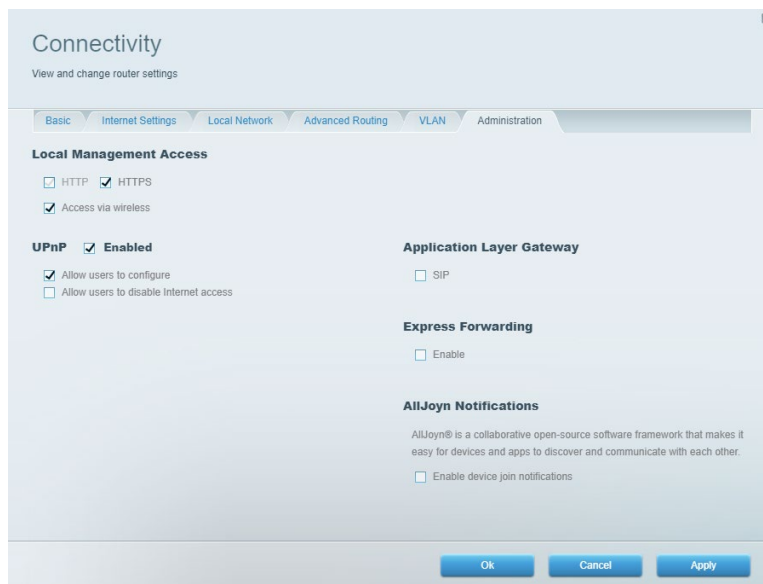 Connectivity
View and change router settings
Basic Internet Settings Local Network Advanced Routing VLAN Administration
Local Management Access
HTTP HTTPS
Access via wireless
UPnP Enabled
Allow users to configure
Allow users to disable Internet access
Application Layer Gateway
SIP
Express Forwarding
Enable
AllJoyn Notifications
AllJoyn® is a collaborative open-source software framework that makes it
easy for devices and apps to discover and communicate with each other.
Enable device join notifications
Ok Cancel Apply